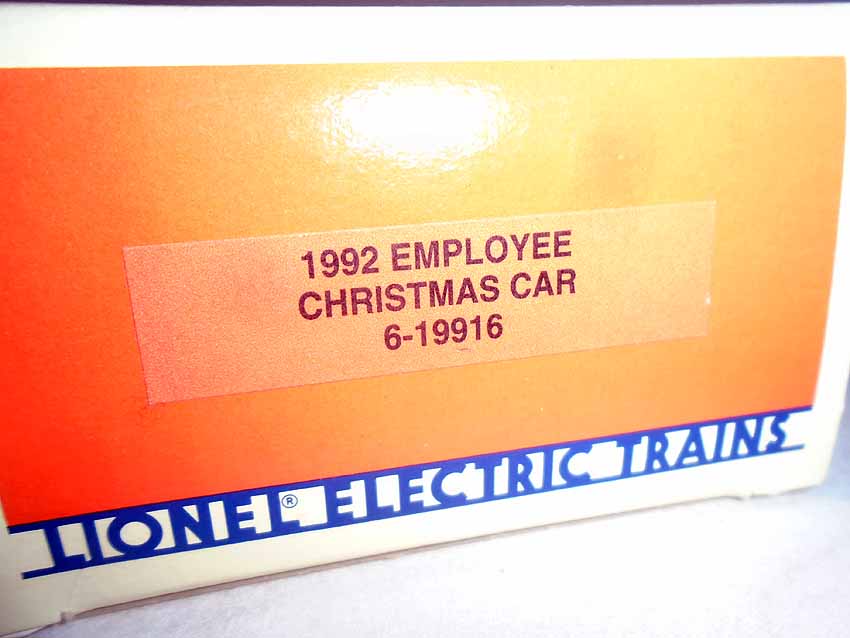 1992 EMPLOYEE
CHRISTMAS CAR
6-19916
LIONEL® ELECTRIC TRAINS